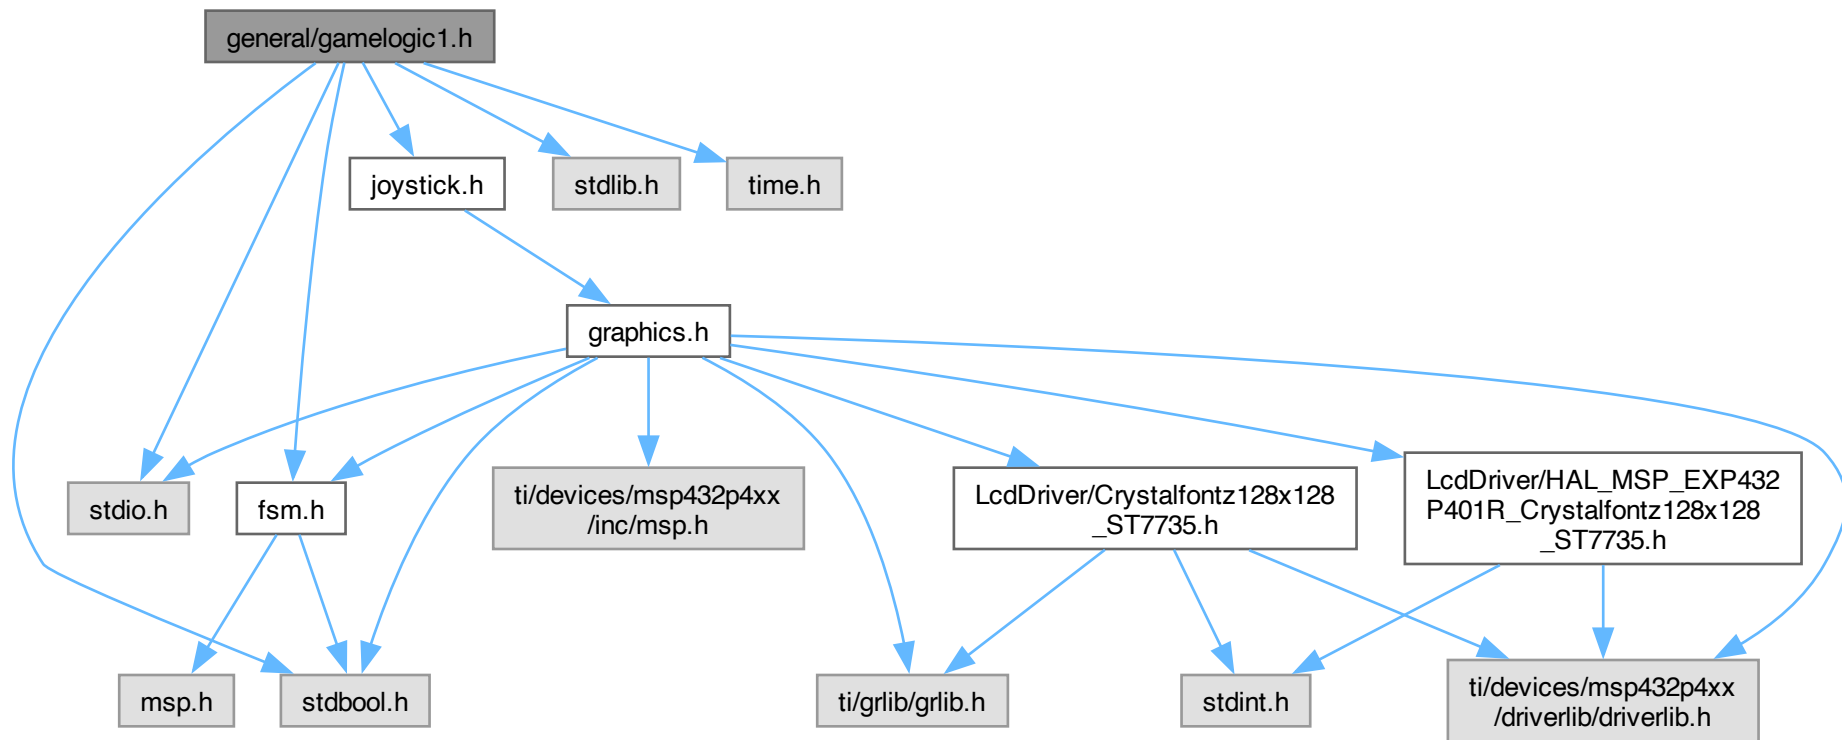 general/gamelogic1.h
joystick.h
stdlib.h
time.h
graphics.h
stdio.h
fsm.h
ti/devices/msp432p4xx
/inc/msp.h
LcdDriver/Crystalfontz128x128
_ST7735.h
LcdDriver/HAL_MSP_EXP432
P401R_Crystalfontz128x128
_ST7735.h
msp.h
stdbool.h
ti/grlib/grlib.h
stdint.h
ti/devices/msp432p4xx
/driverlib/driverlib.h